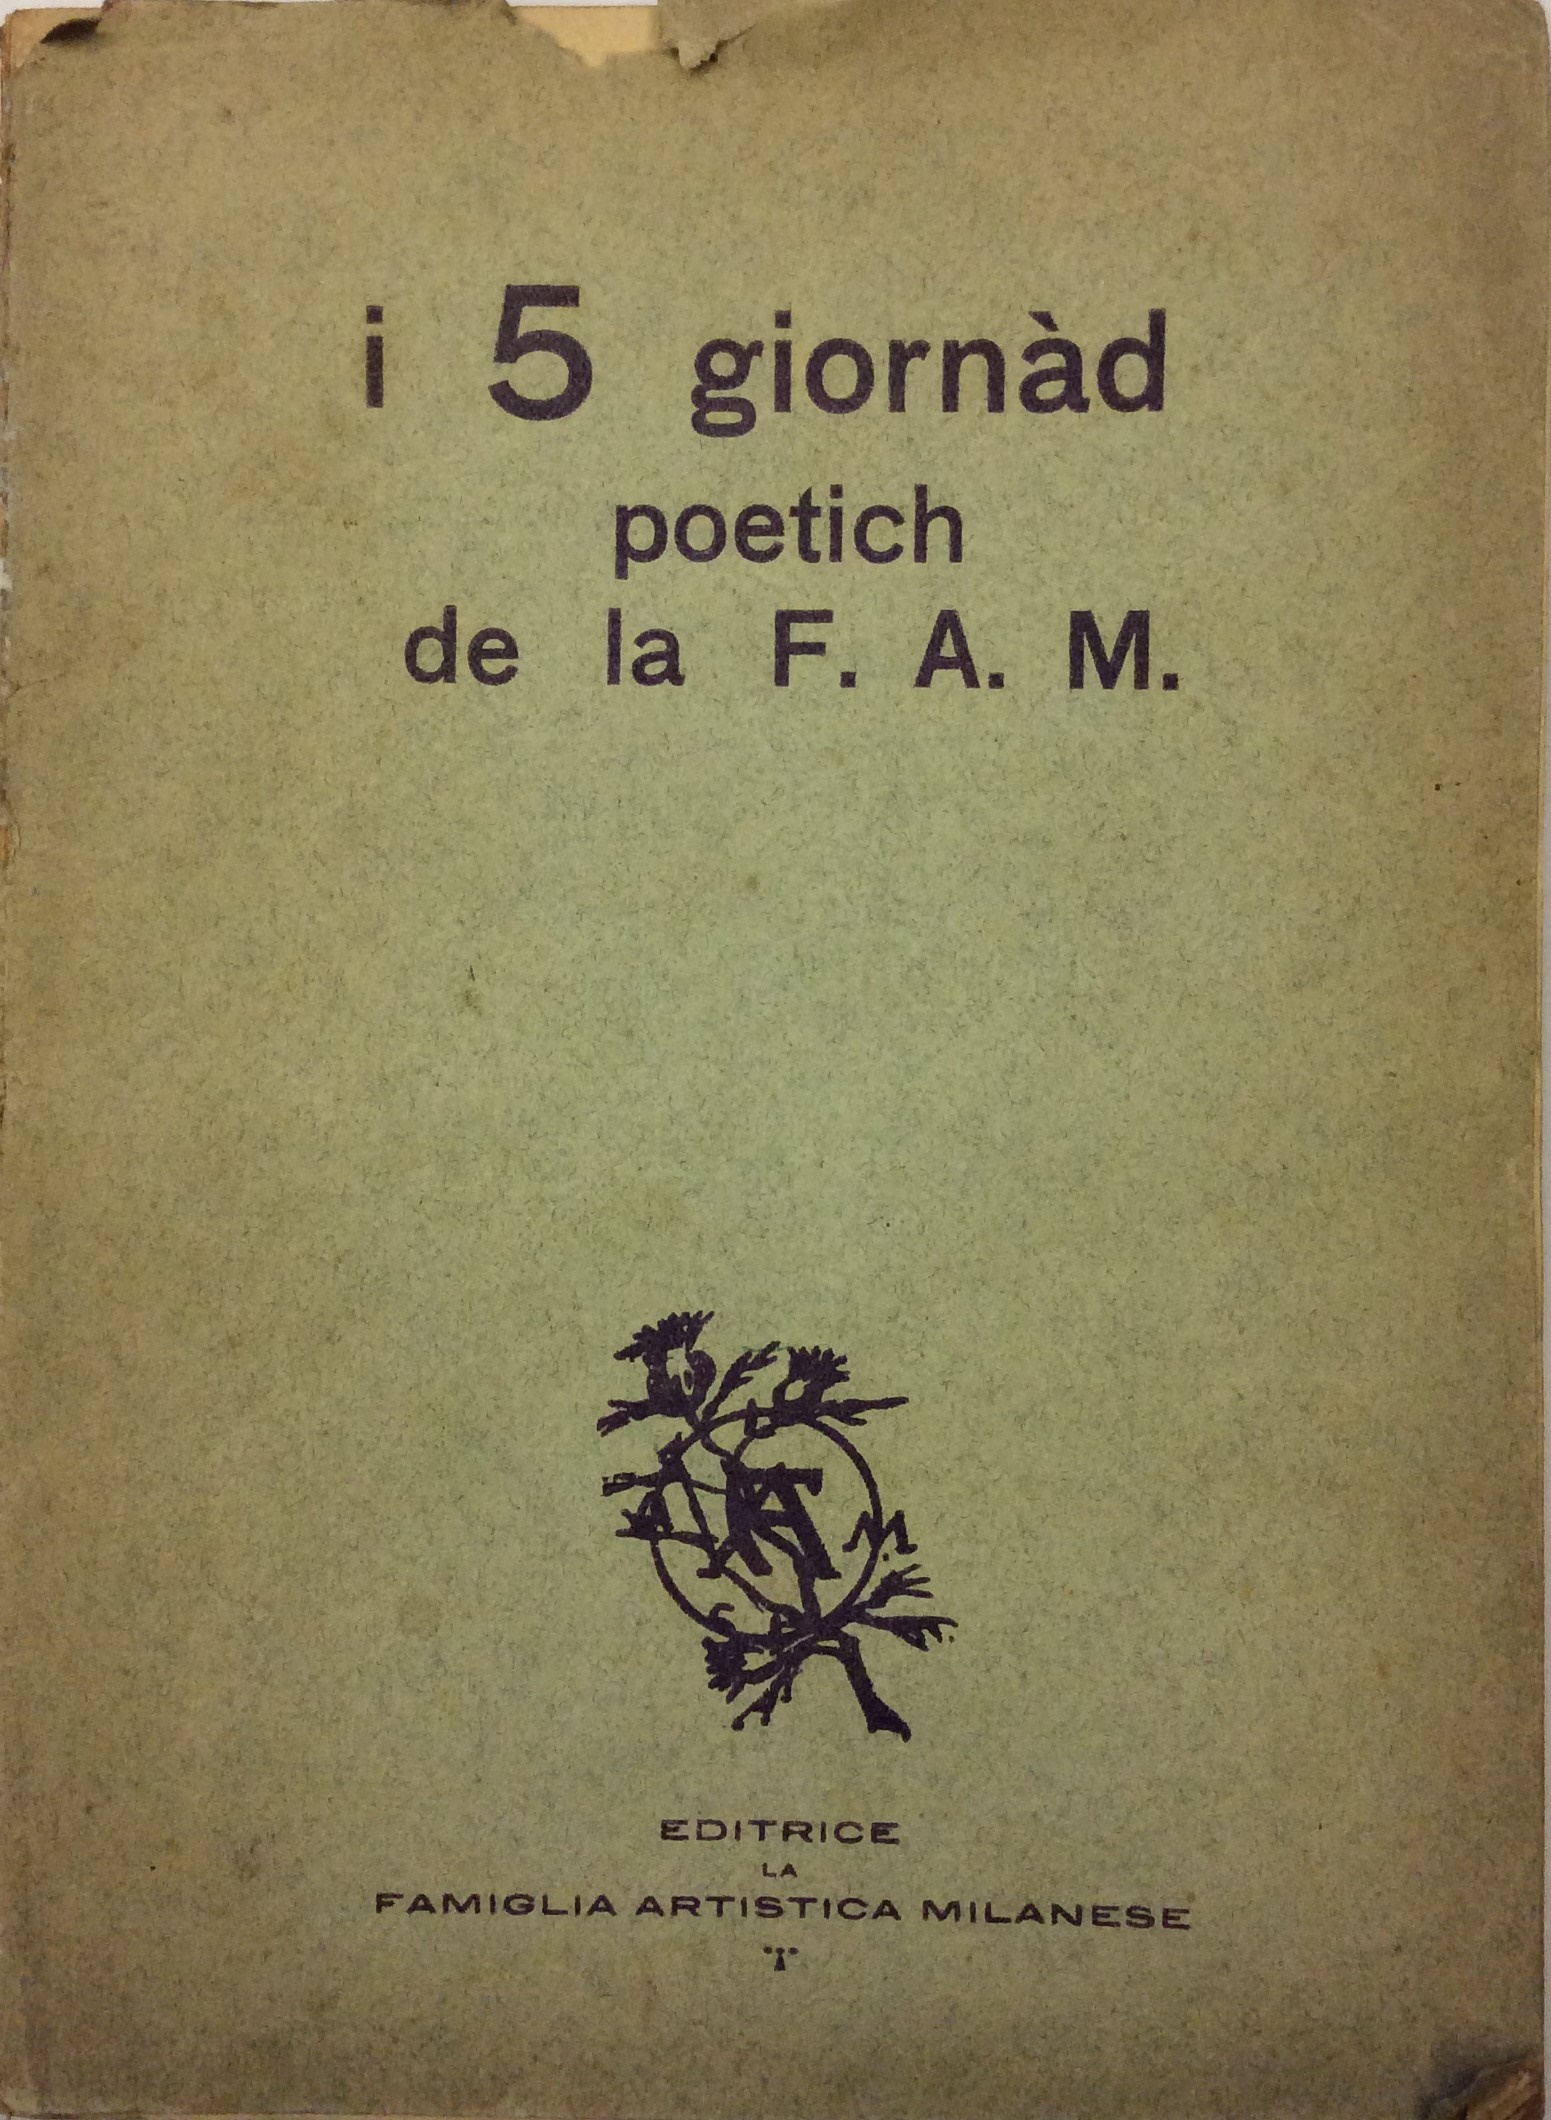 i 5 giornàd
poetich
de la F. A. M.
A
M.
EDITRICE
LA
FAMIGLIA ARTISTICA MILANESE